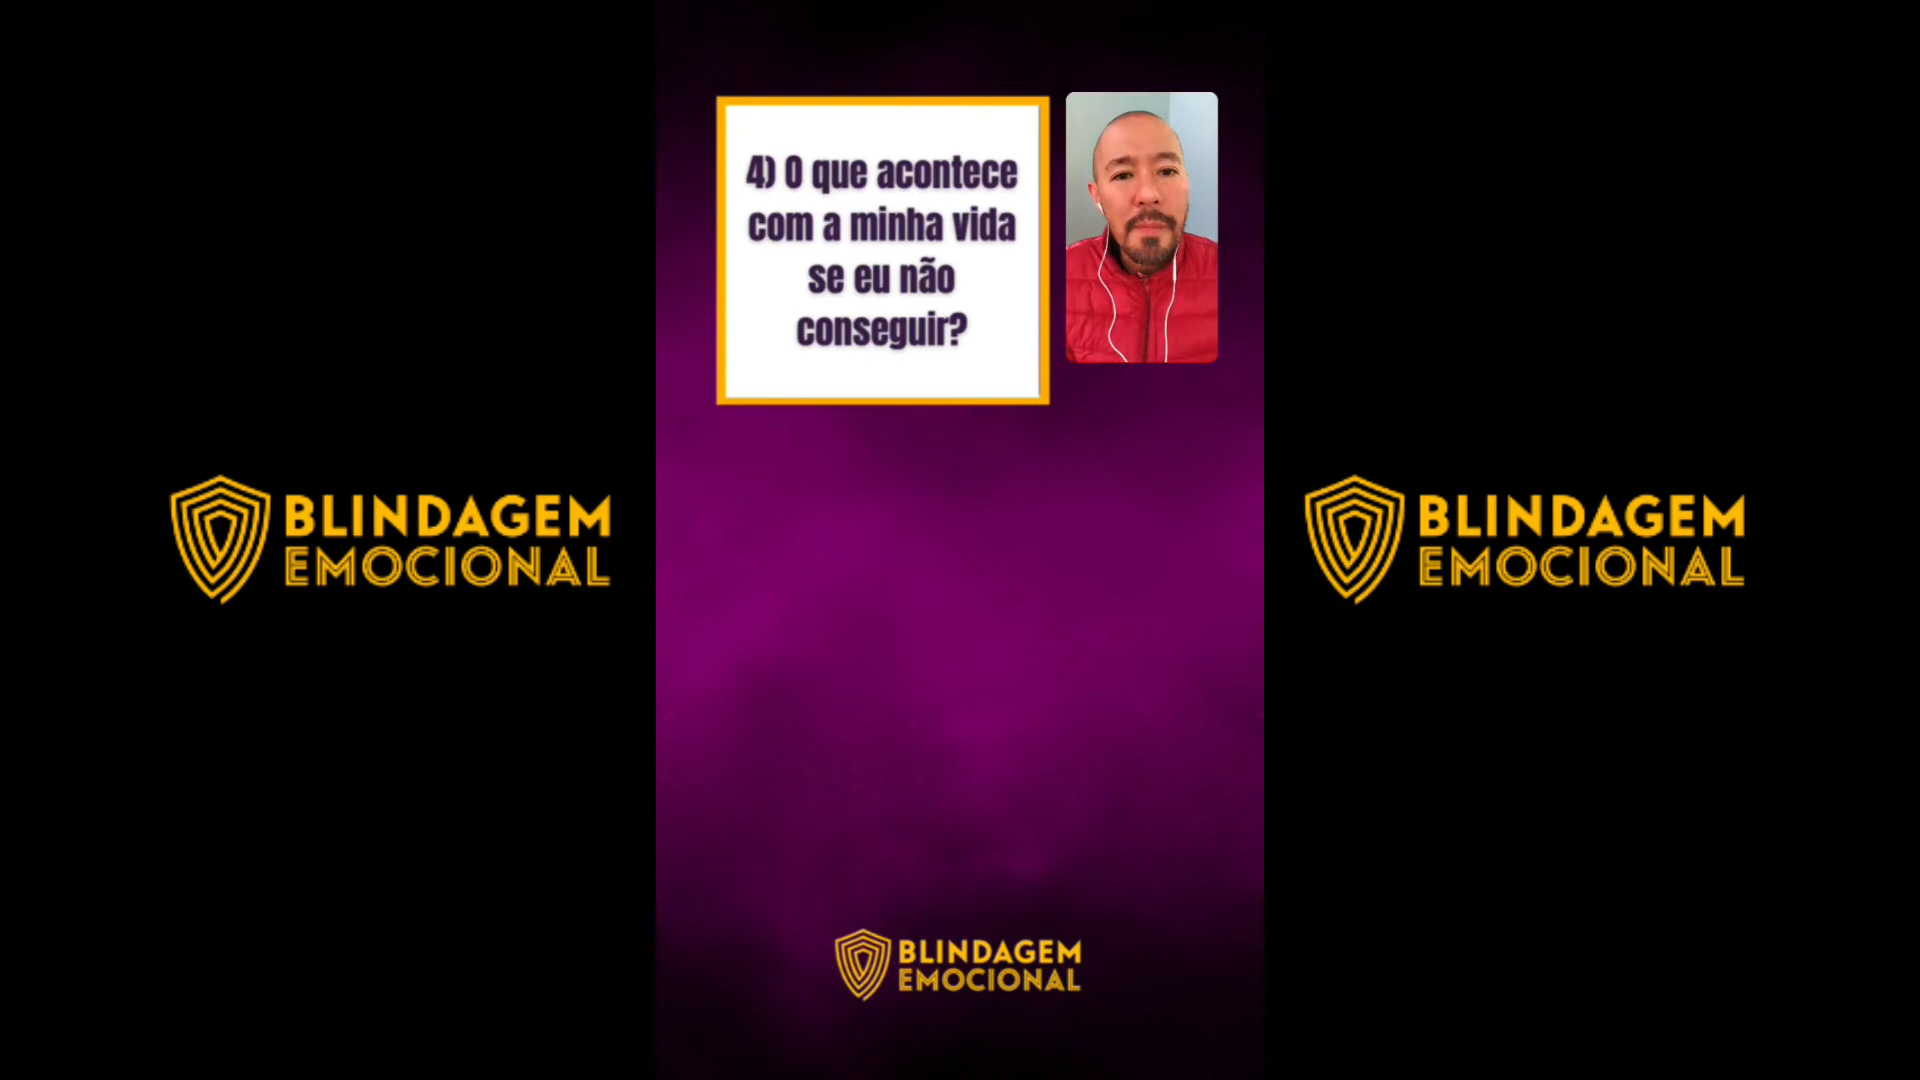 4) O que acontece
com a minha vida
se eu não
conseguir?
BLINDAGEM
EMOCIONAL
BLINDAGEM
EMOCIONAL
BLINDAGEM
EMOCIONAL